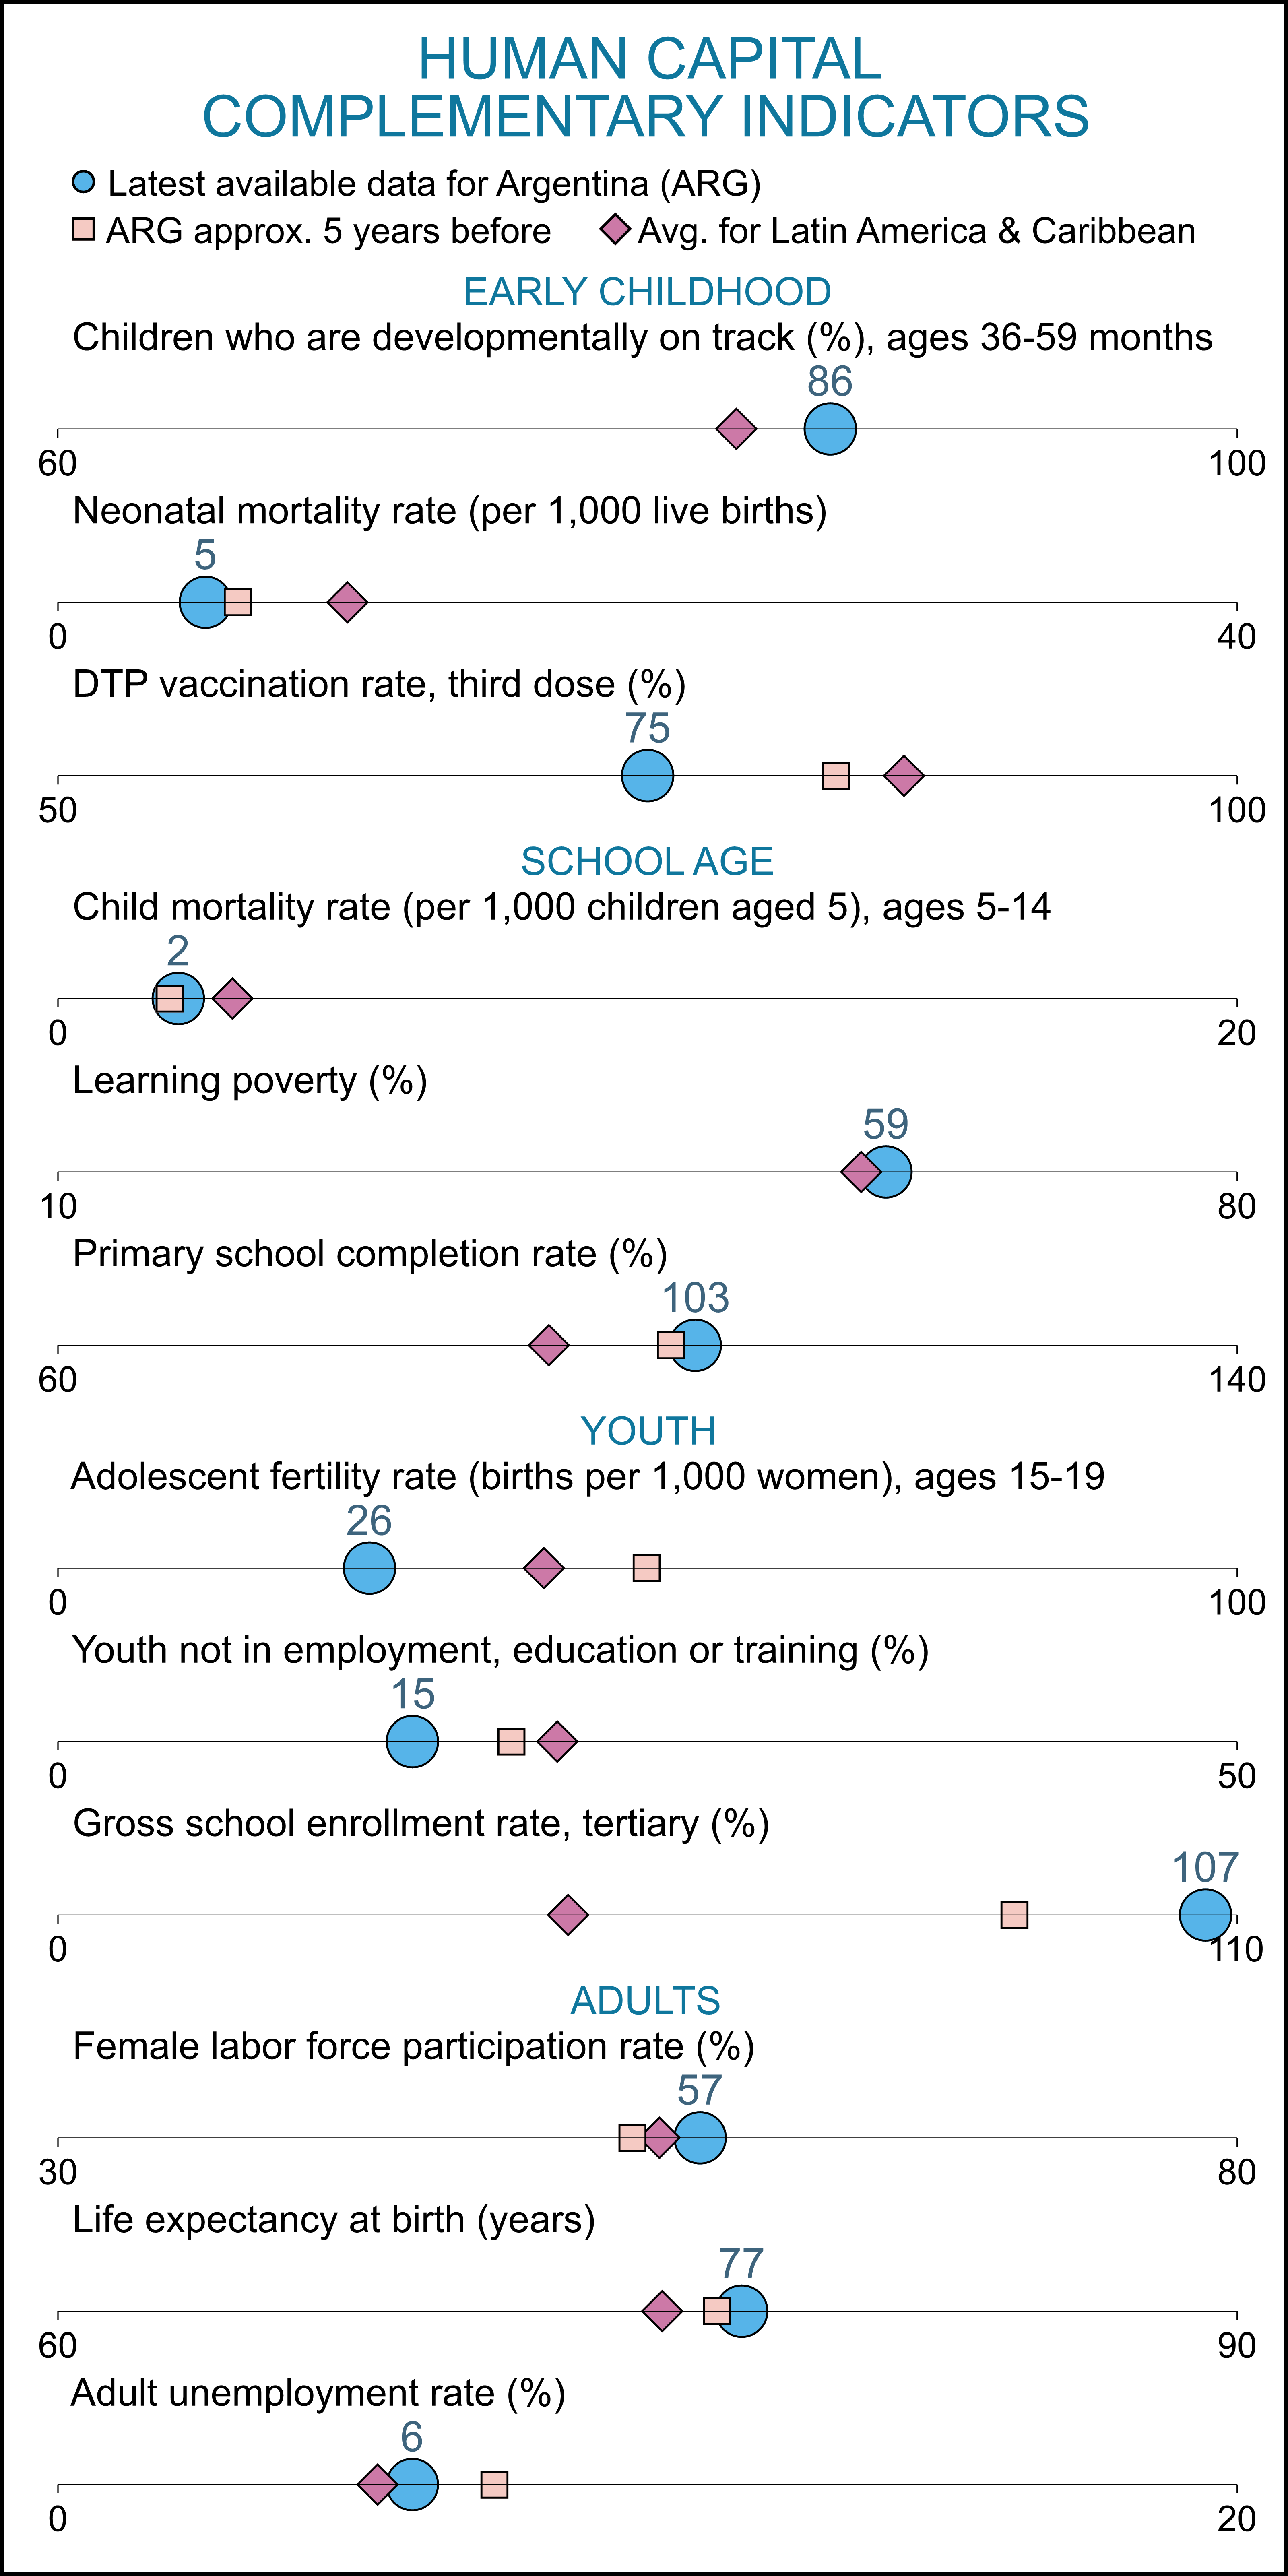 HUMAN CAPITAL
COMPLEMENTARY INDICATORS
Latest available data for Argentina (ARG)
ARG approx. 5 years before Avg. for Latin America & Caribbean
EARLY CHILDHOOD
Children who are developmentally on track (%), ages 36-59 months
86
60 100
Neonatal mortality rate (per 1,000 live births)
5
0 40
DTP vaccination rate, third dose (%)
75
50 100
SCHOOL AGE
Child mortality rate (per 1,000 children aged 5), ages 5-14
2
0 20
Learning poverty (%)
59
10 80
Primary school completion rate (%)
103
60 140
YOUTH
Adolescent fertility rate (births per 1,000 women), ages 15-19
26
0 100
Youth not in employment, education or training (%)
15
0 50
Gross school enrollment rate, tertiary (%)
107
0 110
ADULTS
Female labor force participation rate (%)
57
30 80
Life expectancy at birth (years)
77
60 90
Adult unemployment rate (%)
6
0 20